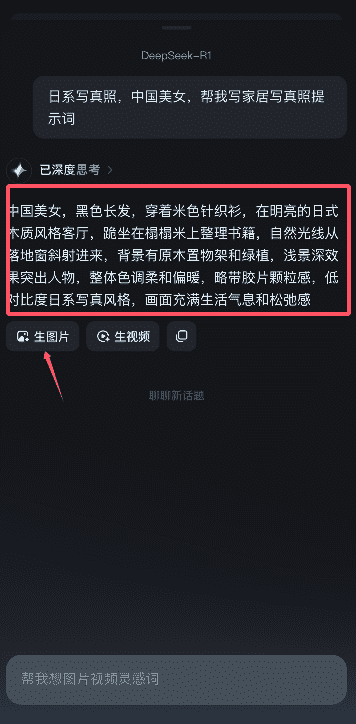 DeepSeek-R1
日系写真照，中国美女，帮我写家居写真照提
示词
已深度思考
中国美女，黑色长发，穿着米色针织衫，在明亮的日式
木质风格客厅，跪坐在榻榻米上整理书籍，自然光线从
落地窗斜射进来，背景有原木置物架和绿植，浅景深效
果突出人物，整体色调柔和偏暖，略带胶片颗粒感，低
对比度日系写真风格，画面充满生活气息和松弛感
生图片 生视频
聊聊新话题
帮我想图片视频灵感词